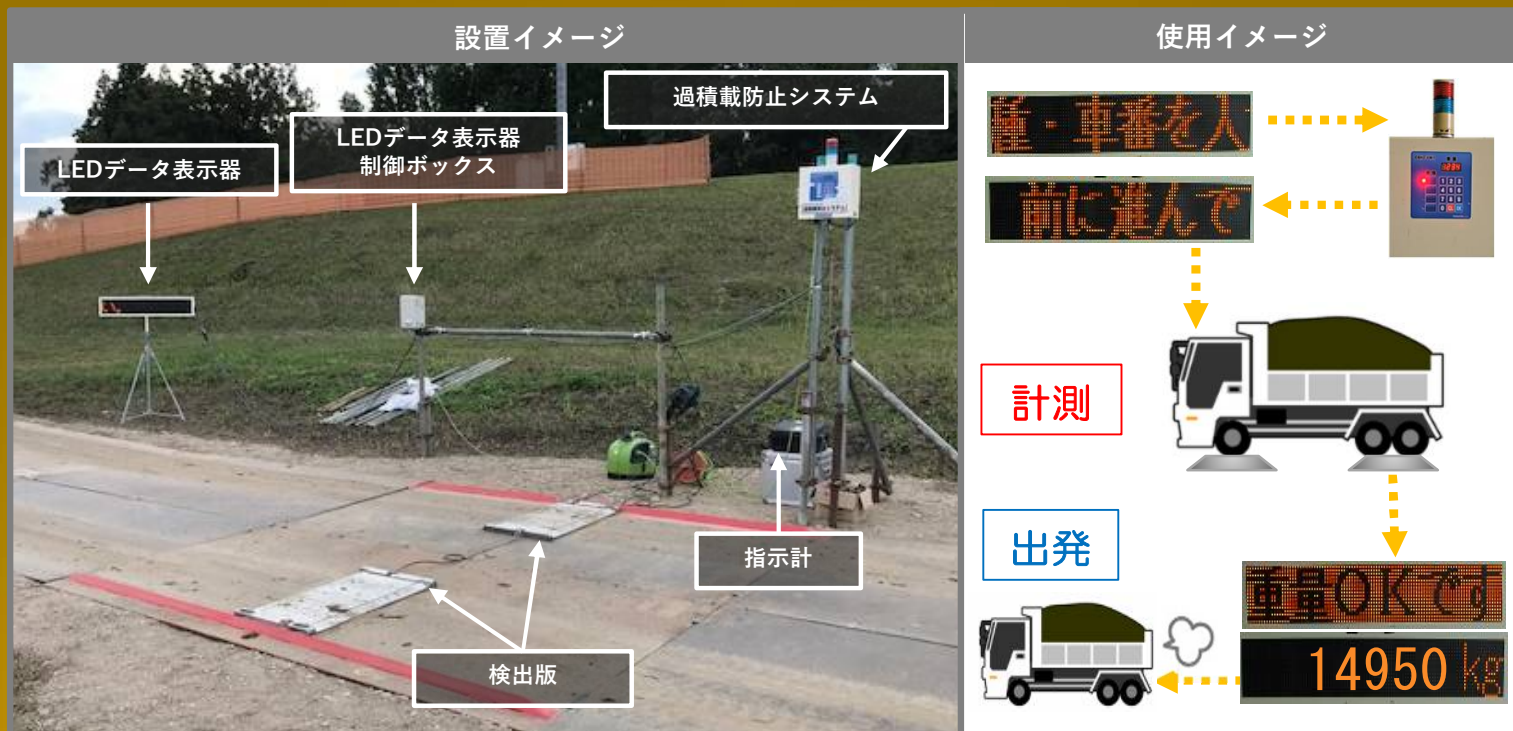 設置イメージ
使用イメージ
過積載防止システム
LEDデータ表示器
制御ボックス
LEDデータ表示器
指示計
検出版
種・車番を入
前に進んで
計測
出発
重量OKです
14950 kg